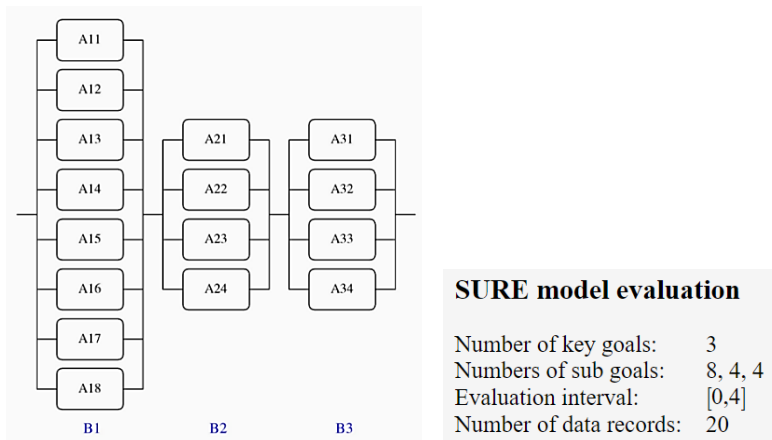 A11
A12
A13 A21 A31
A14 A22 A32
A15 A23 A33
A16 A24 A34
A17
A18
B1 B2 B3
SURE model evaluation
Number of key goals: 3
Numbers of sub goals: 8, 4, 4
Evaluation interval: [0,4]
Number of data records: 20